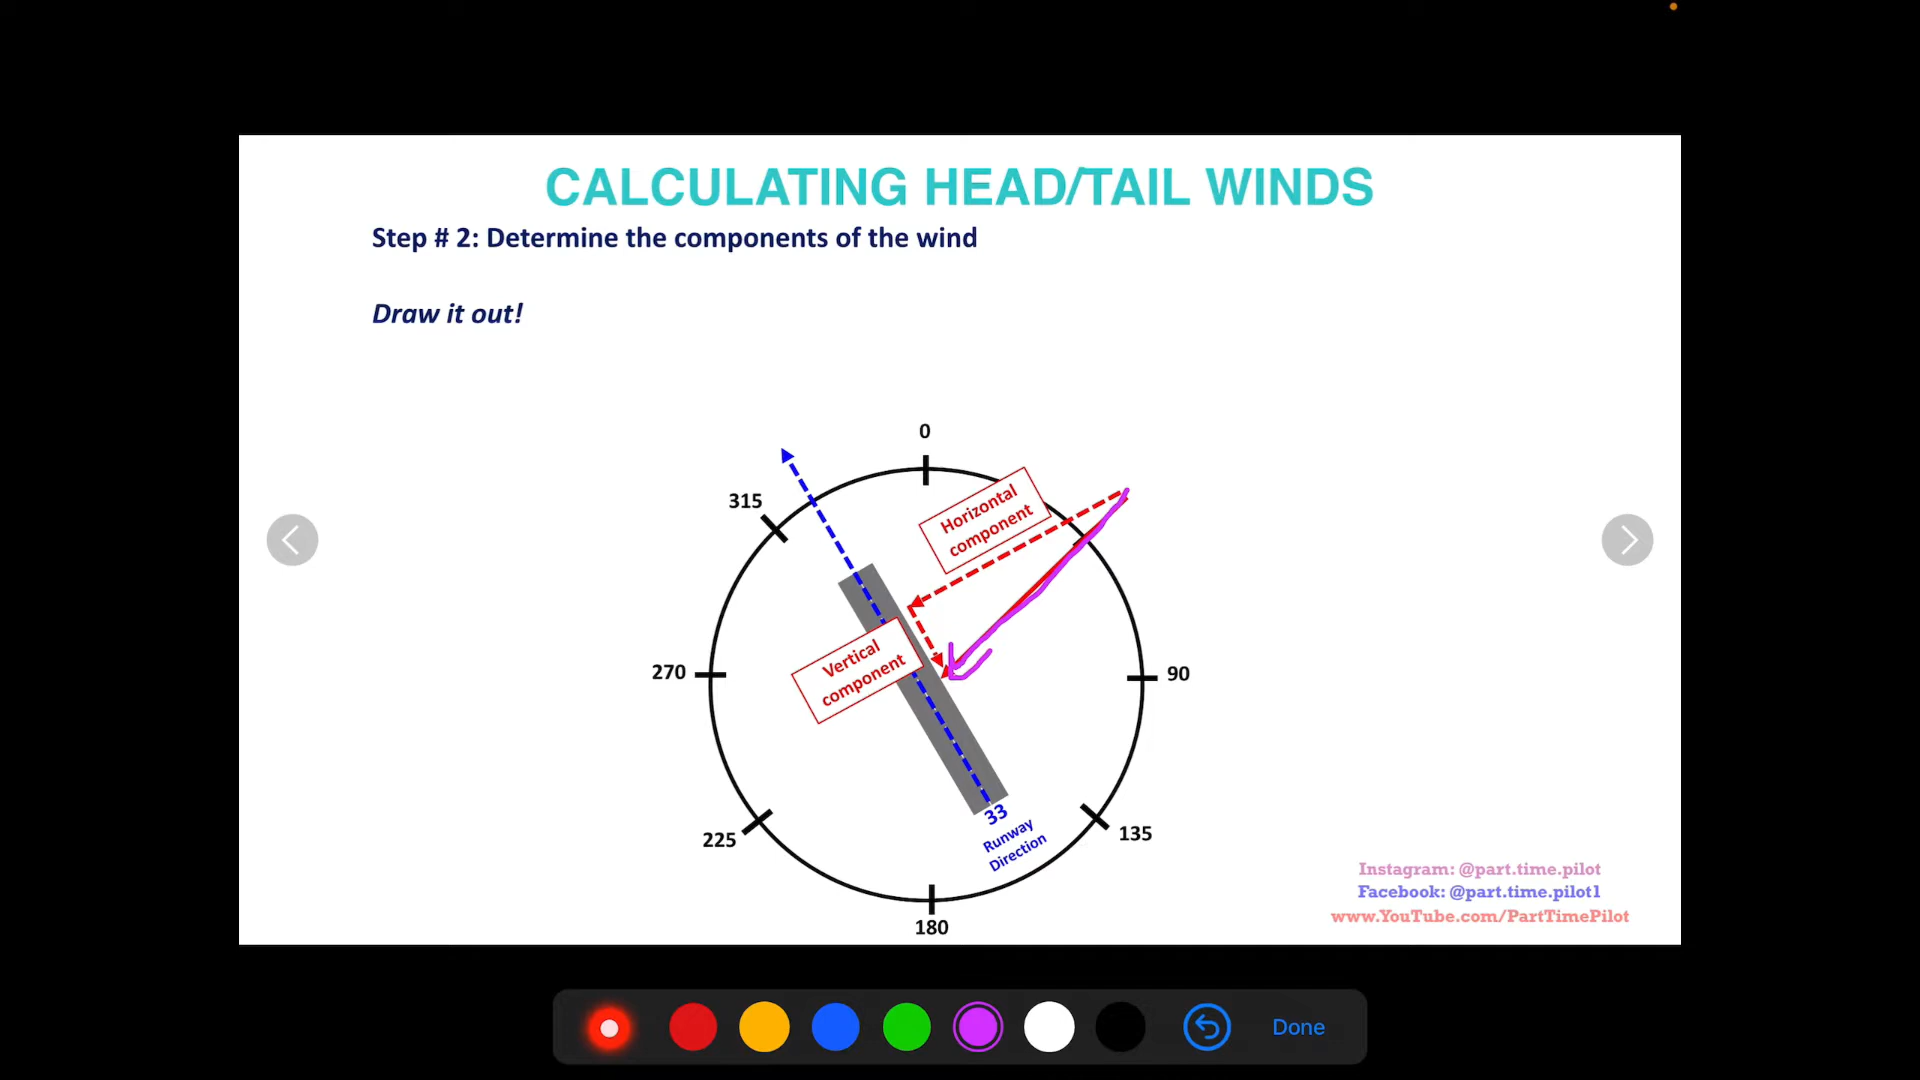 CALCULATING HEAD/TAIL WINDS
Step # 2: Determine the components of the wind
Draw it out!
0
315
Horizontal
component
270
Vertical
component
90
33
Runway
Direction
225
135
180
Instagram: @part.time.pilot
Facebook: @part.time.pilot1
www.YouTube.com/PartTimePilot
Done